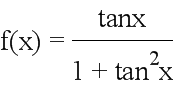 f(x) = tanx / (1 + tan²x)